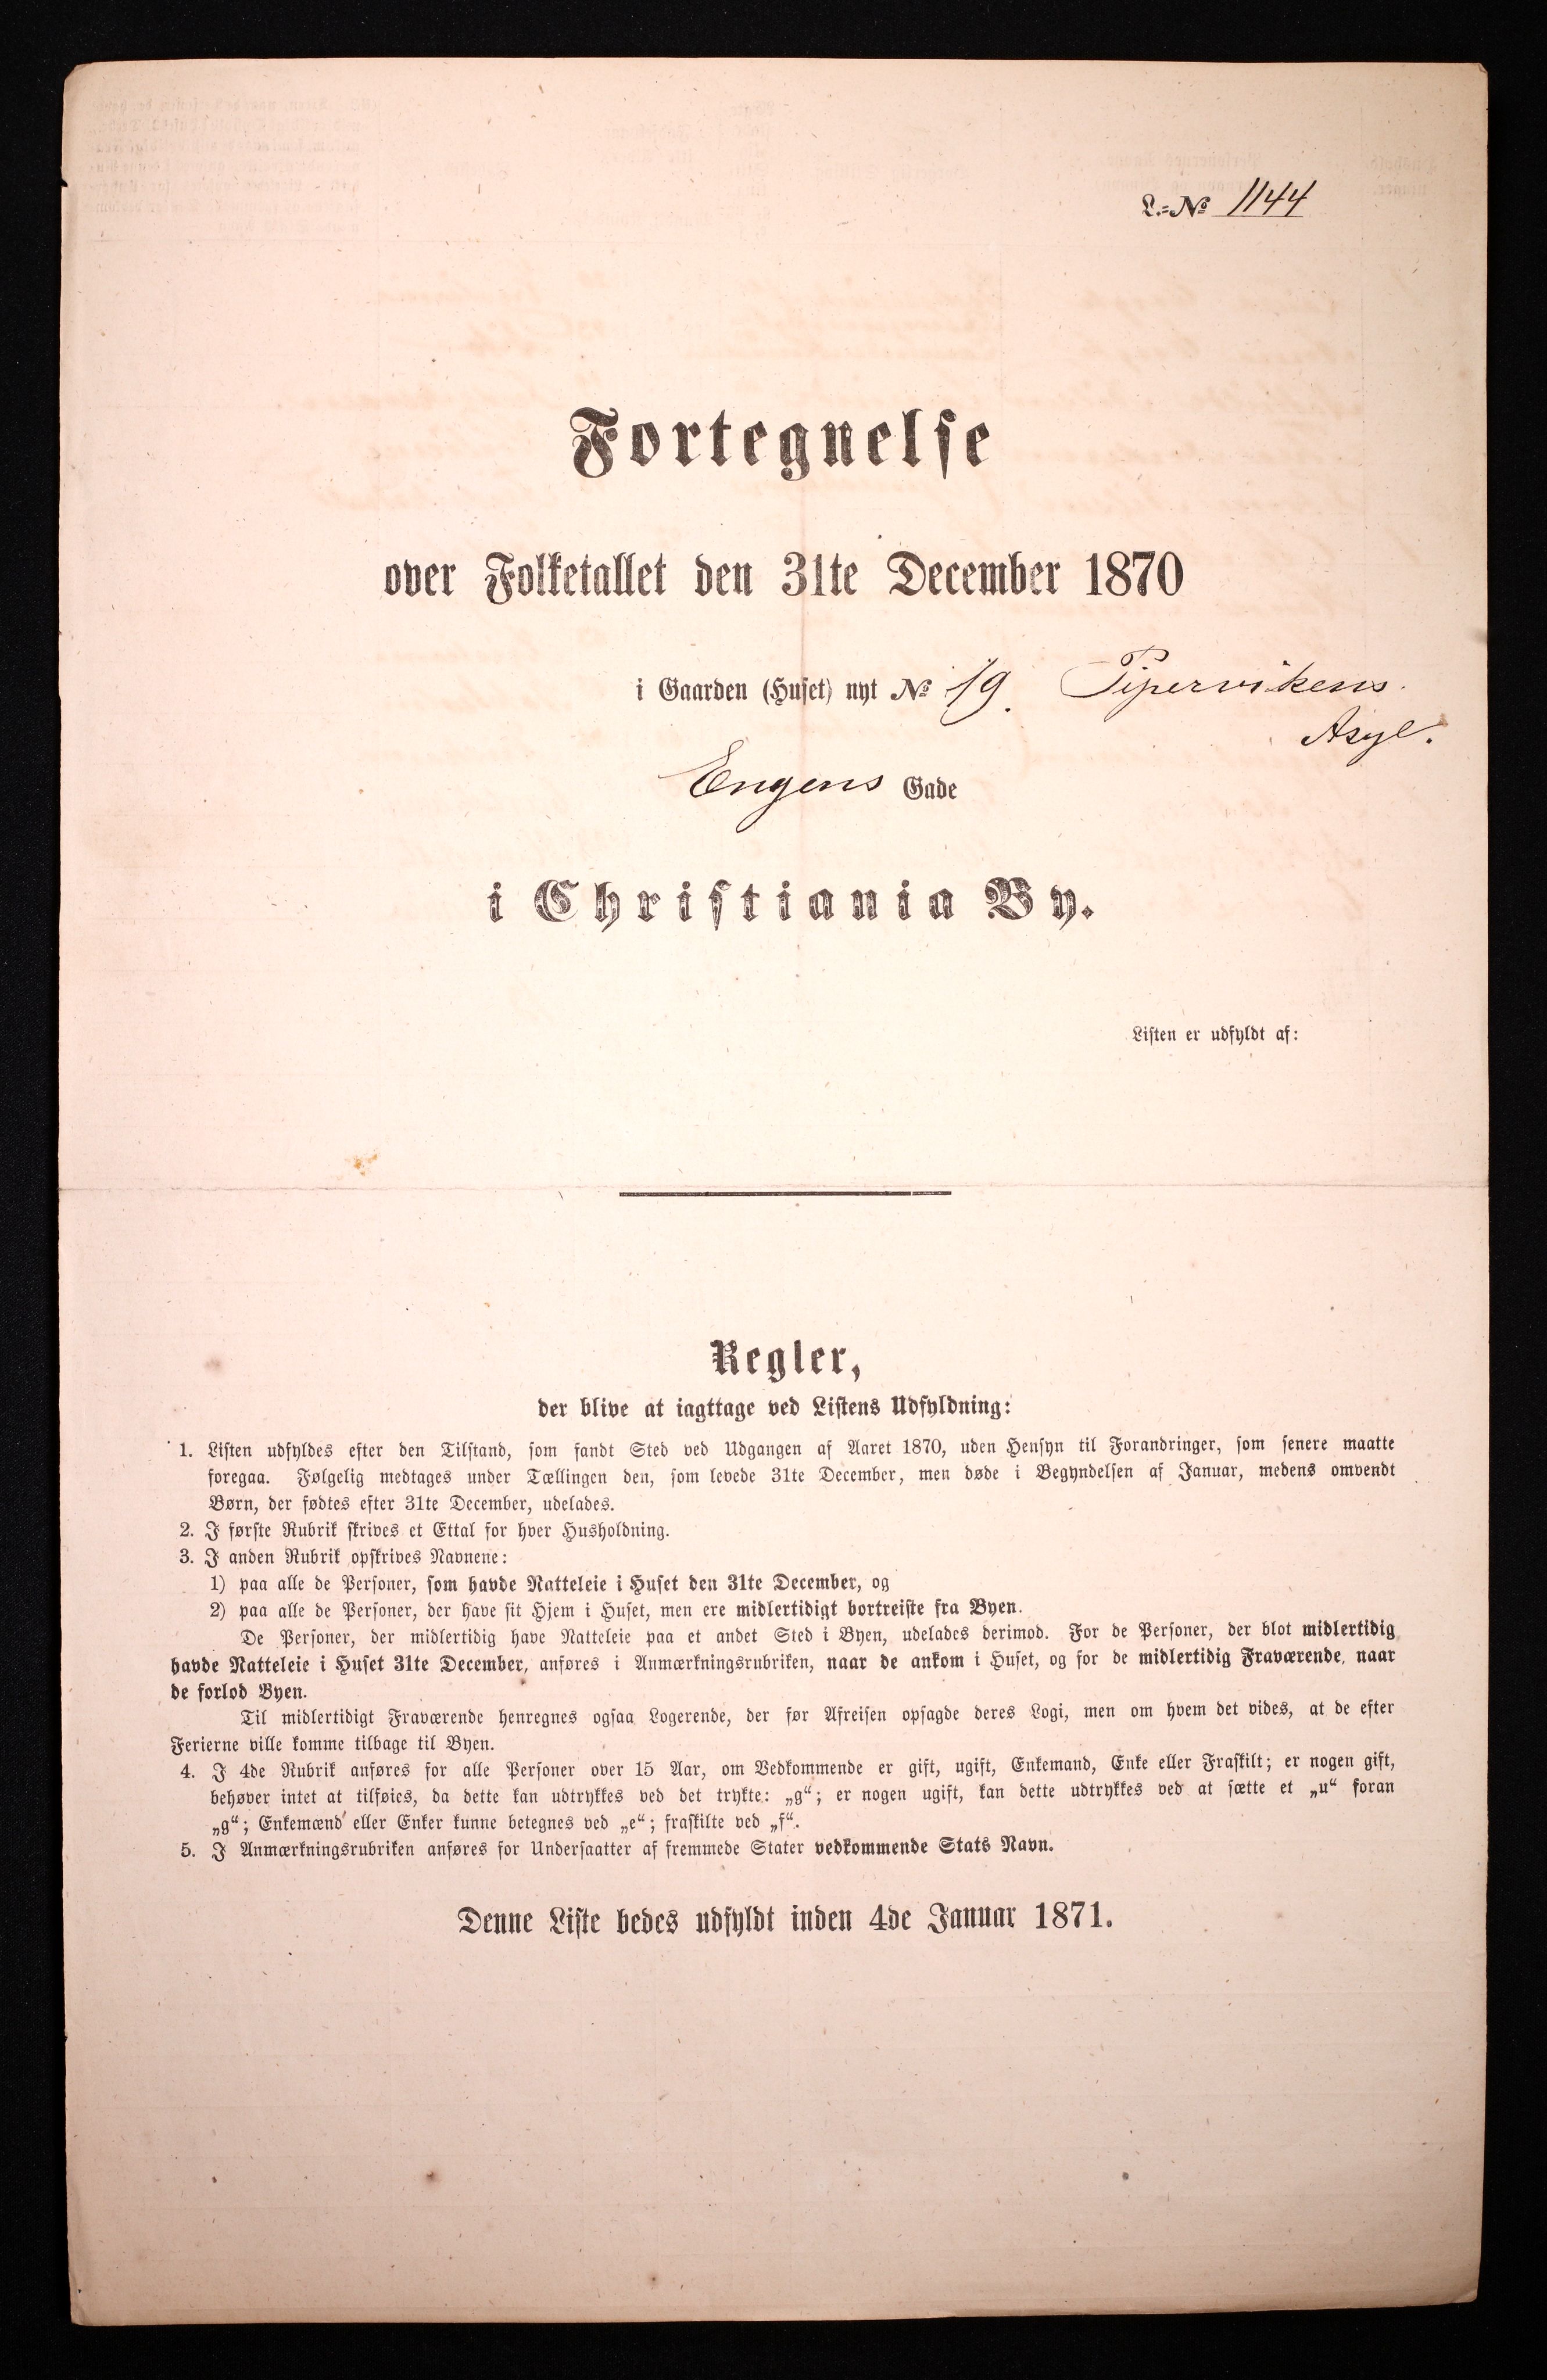 L.-№ 1144
Fortegnelse
over Folketallet den 31te December 1870
i Gaarden (Huset) nyt № 19. Pipervikens
Asyl.
Engens Gade
i Christiania By.
Listen er udfyldt af:
Regler,
der blive at iagttage ved Listens Udfyldning:
1. Listen udfyldes efter den Tilstand, som fandt Sted ved Udgangen af Aaret 1870, uden Hensyn til Forandringer, som senere maatte
foregaa. Følgelig medtages under Tællingen den, som levede 31te December, men døde i Begyndelsen af Januar, medens omvendt
Børn, der fødtes efter 31te December, udelades.
2. I første Rubrik skrives et Ettal for hver Husholdning.
3. I anden Rubrik opskrives Navnene:
1) paa alle de Personer, som havde Natteleie i Huset den 31te December, og
2) paa alle de Personer, der have sit Hjem i Huset, men ere midlertidigt bortreiste fra Byen.
De Personer, der midlertidig have Natteleie paa et andet Sted i Byen, udelades derimod. For de Personer, der blot midlertidig
havde Natteleie i Huset 31te December, anføres i Anmærkningsrubriken, naar de ankom i Huset, og for de midlertidig Fraværende, naar
de forlod Byen.
Til midlertidigt Fraværende henregnes ogsaa Logerende, der før Afreisen opsagde deres Logi, men om hvem det vides, at de efter
Ferierne ville komme tilbage til Byen.
4. I 4de Rubrik anføres for alle Personer over 15 Aar, om Vedkommende er gift, ugift, Enkemand, Enke eller Fraskilt; er nogen gift,
behøver intet at tilføies, da dette kan udtrykkes ved det trykte: „g“; er nogen ugift, kan dette udtrykkes ved at sætte et „u“ foran
„g“; Enkemænd eller Enker kunne betegnes ved „e“; fraskilte ved „f“.
5. I Anmærkningsrubriken anføres for Undersaatter af fremmede Stater vedkommende Stats Navn.
Denne Liste bedes udfyldt inden 4de Januar 1871.